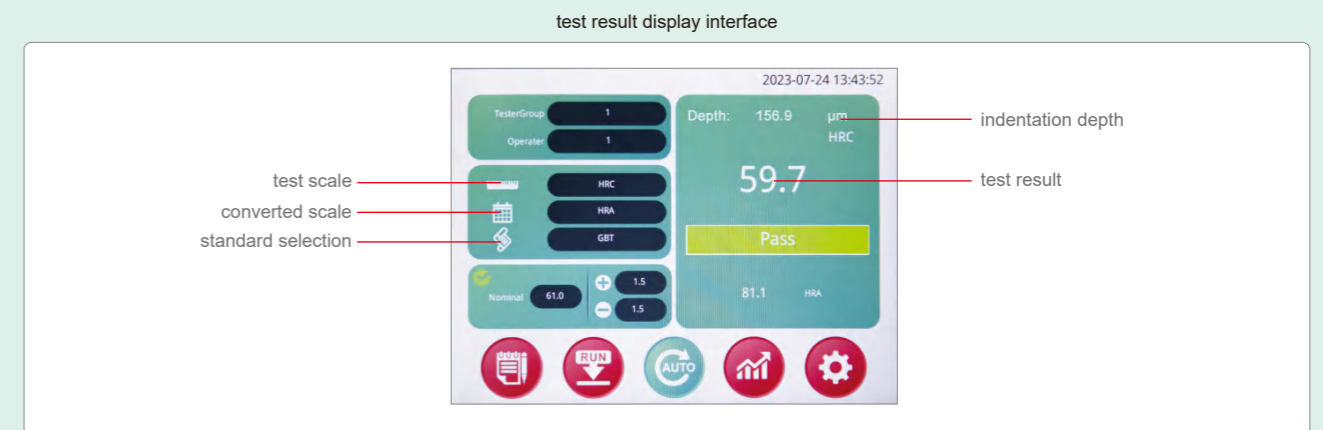 test result display interface
2023-07-24 13:43:52
TesterGroup 1
Operater 1
test scale
HRC
converted scale
HRA
standard selection
GBT
Nominal 61.0
1.5
1.5
Depth: 156.9 μm
HRC
59.7
Pass
81.1 HRA
indentation depth
test result
RUN
AUTO